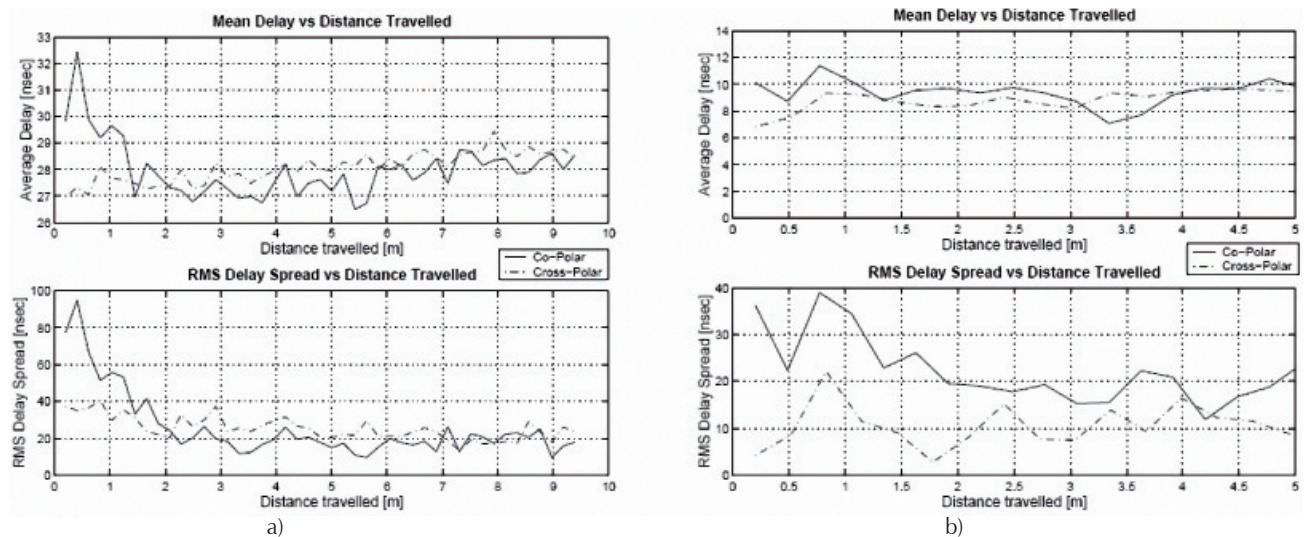 Mean Delay vs Distance Travelled
33
32
31
30
29
28
27
26
Average Delay [nsec]
0 1 2 3 4 5 6 7 8 9 10
Distance travelled [m]
Co-Polar
Cross-Polar
RMS Delay Spread vs Distance Travelled
100
80
60
40
20
0
RMS Delay Spread [nsec]
0 1 2 3 4 5 6 7 8 9 10
Distance travelled [m]
a)
Mean Delay vs Distance Travelled
14
12
10
8
6
4
2
0
Average Delay [nsec]
0 0.5 1 1.5 2 2.5 3 3.5 4 4.5 5
Distance travelled [m]
Co-Polar
Cross-Polar
RMS Delay Spread vs Distance Travelled
40
30
20
10
0
RMS Delay Spread [nsec]
0 0.5 1 1.5 2 2.5 3 3.5 4 4.5 5
Distance travelled [m]
b)